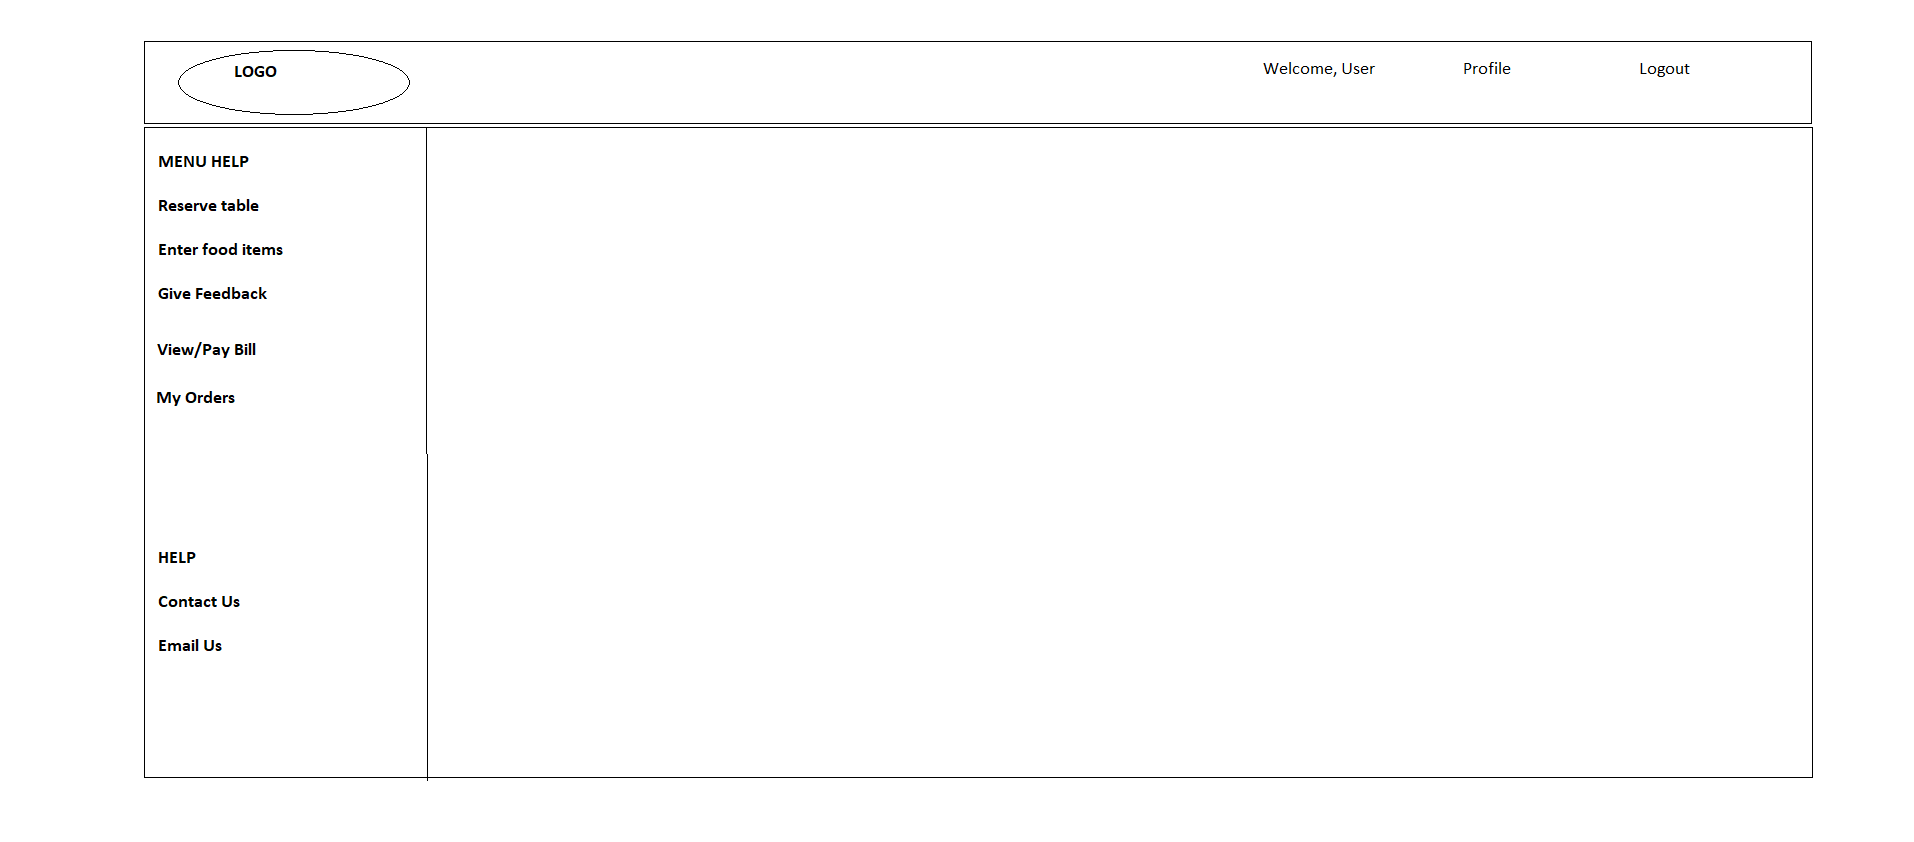 LOGO
Welcome, User
Profile
Logout
MENU HELP
Reserve table
Enter food items
Give Feedback
View/Pay Bill
My Orders
HELP
Contact Us
Email Us